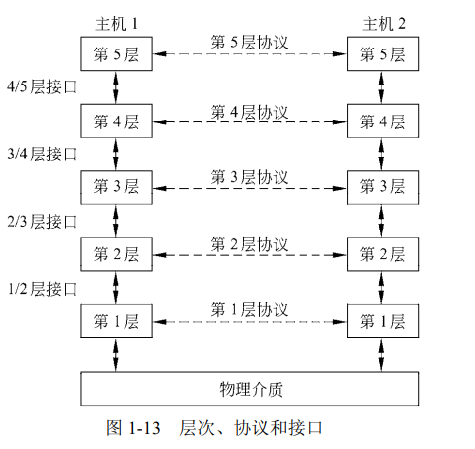 主机 1 主机 2
第 5 层 第 5 层协议 第 5 层
4/5 层接口
第 4 层 第 4 层协议 第 4 层
3/4 层接口
第 3 层 第 3 层协议 第 3 层
2/3 层接口
第 2 层 第 2 层协议 第 2 层
1/2 层接口
第 1 层 第 1 层协议 第 1 层
物理介质
图 1-13 层次、协议和接口